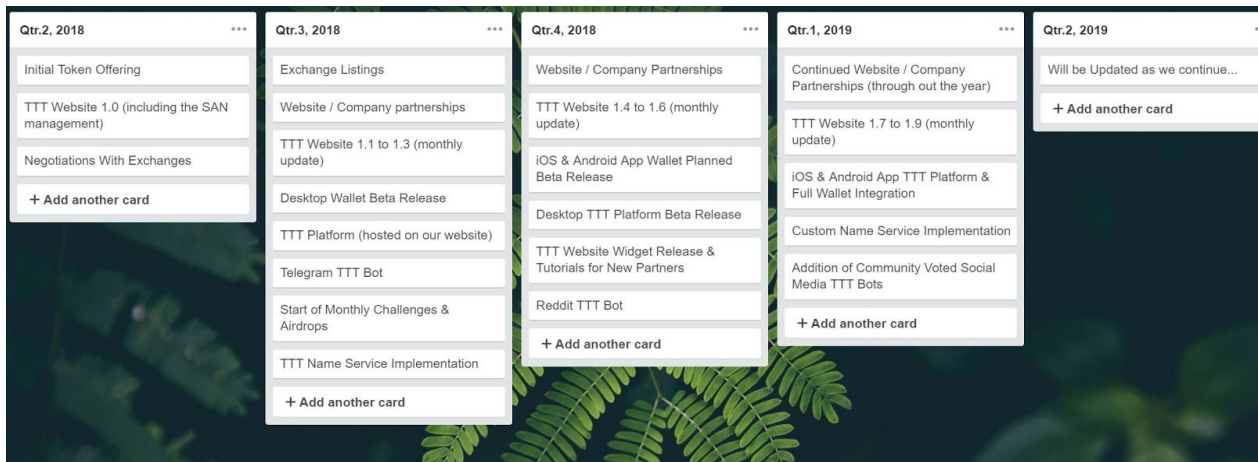 Qtr.2, 2018
Initial Token Offering
TTT Website 1.0 (including the SAN
management)
Negotiations With Exchanges
+ Add another card
Qtr.3, 2018
Exchange Listings
Website / Company partnerships
TTT Website 1.1 to 1.3 (monthly
update)
Desktop Wallet Beta Release
TTT Platform (hosted on our website)
Telegram TTT Bot
Start of Monthly Challenges &
Airdrops
TTT Name Service Implementation
+ Add another card
Qtr.4, 2018
Website / Company Partnerships
TTT Website 1.4 to 1.6 (monthly
update)
iOS & Android App Wallet Planned
Beta Release
Desktop TTT Platform Beta Release
TTT Website Widget Release &
Tutorials for New Partners
Reddit TTT Bot
+ Add another card
Qtr.1, 2019
Continued Website / Company
Partnerships (through out the year)
TTT Website 1.7 to 1.9 (monthly
update)
iOS & Android App TTT Platform &
Full Wallet Integration
Custom Name Service Implementation
Addition of Community Voted Social
Media TTT Bots
+ Add another card
Qtr.2, 2019
Will be Updated as we continue...
+ Add another card